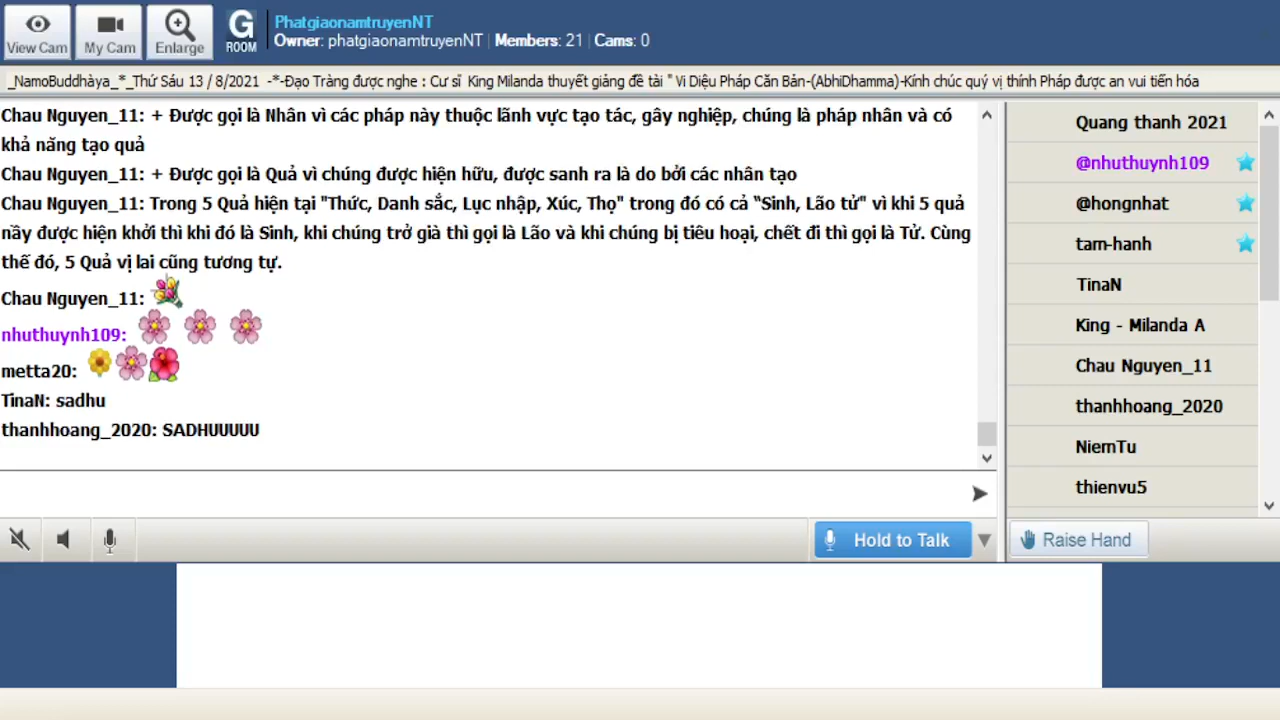 View Cam
My Cam
Enlarge
G
ROOM
PhatgiaonamtruyenNT
Owner: phatgiaonamtruyenNT | Members: 21 | Cams: 0
_NamoBuddhàya_*_Thứ Sáu 13 / 8/2021 -*-Đạo Tràng được nghe : Cư sĩ King Milanda thuyết giảng đề tài " Vi Diệu Pháp Căn Bản-(AbhiDhamma)-Kính chúc quý vị thính Pháp được an vui tiến hóa
Chau Nguyen_11: + Được gọi là Nhân vì các pháp này thuộc lãnh vực tạo tác, gây nghiệp, chúng là pháp nhân và có
khả năng tạo quả
Chau Nguyen_11: + Được gọi là Quả vì chúng được hiện hữu, được sanh ra là do bởi các nhân tạo
Chau Nguyen_11: Trong 5 Quả hiện tại "Thức, Danh sắc, Lục nhập, Xúc, Thọ" trong đó có cả “Sinh, Lão tử" vì khi 5 quả
nầy được hiện khởi thì khi đó là Sinh, khi chúng trở già thì gọi là Lão và khi chúng bị tiêu hoại, chết đi thì gọi là Tử. Cùng
thế đó, 5 Quả vị lai cũng tương tự.
Chau Nguyen_11:
nhuthuynh109:
metta20:
TinaN: sadhu
thanhhoang_2020: SADHUUUUU
Quang thanh 2021
@nhuthuynh109
@hongnhat
tam-hanh
TinaN
King - Milanda A
Chau Nguyen_11
thanhhoang_2020
NiemTu
thienvu5
Hold to Talk
Raise Hand